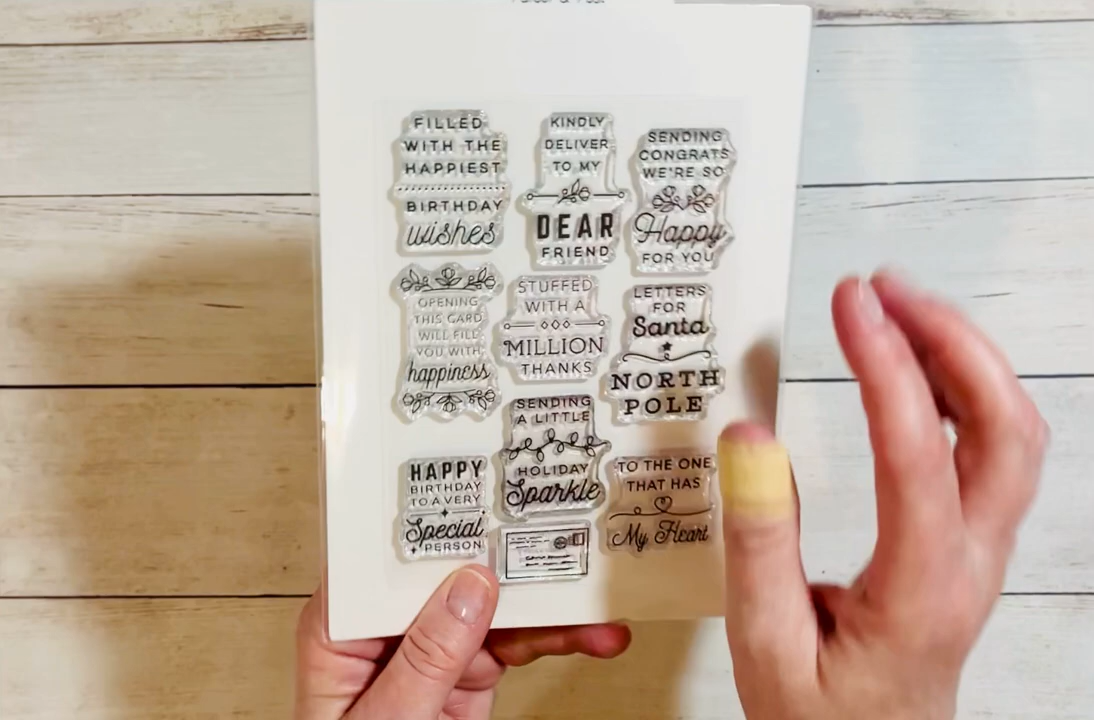 FILLED
WITH THE
HAPPIEST
BIRTHDAY
wishes
KINDLY
DELIVER
TO MY
DEAR
FRIEND
SENDING
CONGRATS
WE'RE SO
Happy
FOR YOU
OPENING
THIS CARD
WILL FILL
YOU WITH
happiness
STUFFED
WITH A
MILLION
THANKS
LETTERS
FOR
Santa
NORTH
POLE
HAPPY
BIRTHDAY
TO A VERY
Special
PERSON
SENDING
A LITTLE
HOLIDAY
Sparkle
TO THE ONE
THAT HAS
My Heart